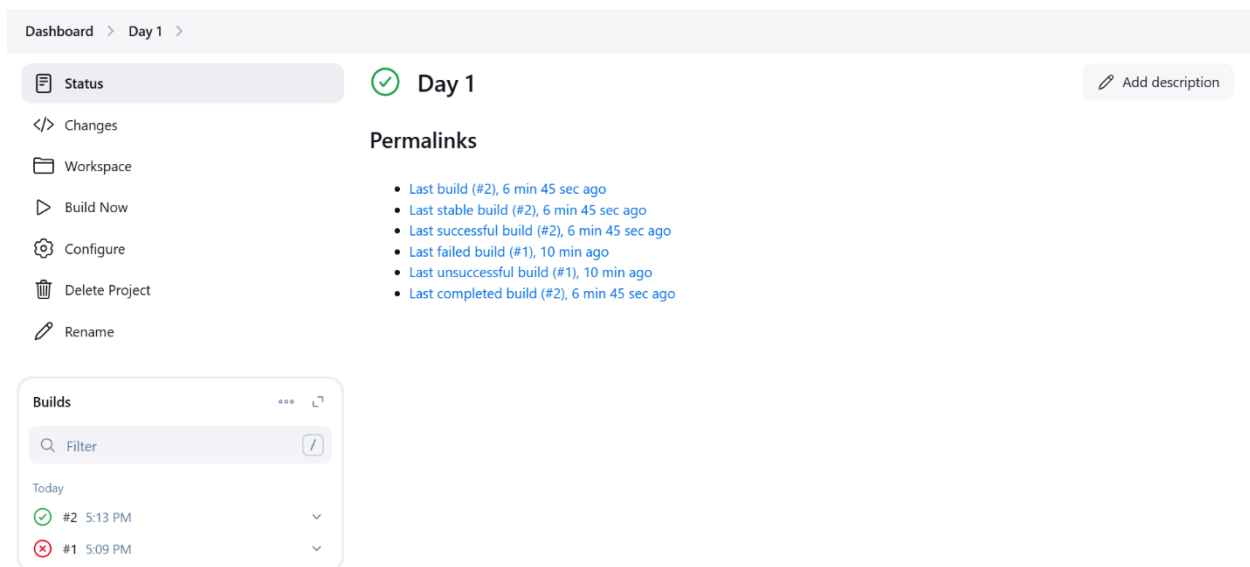 Dashboard > Day 1 >
Status
Day 1
Add description
Changes
Workspace
Build Now
Configure
Delete Project
Rename
Permalinks
Last build (#2), 6 min 45 sec ago
Last stable build (#2), 6 min 45 sec ago
Last successful build (#2), 6 min 45 sec ago
Last failed build (#1), 10 min ago
Last unsuccessful build (#1), 10 min ago
Last completed build (#2), 6 min 45 sec ago
Builds
Filter /
Today
#2 5:13 PM
#1 5:09 PM